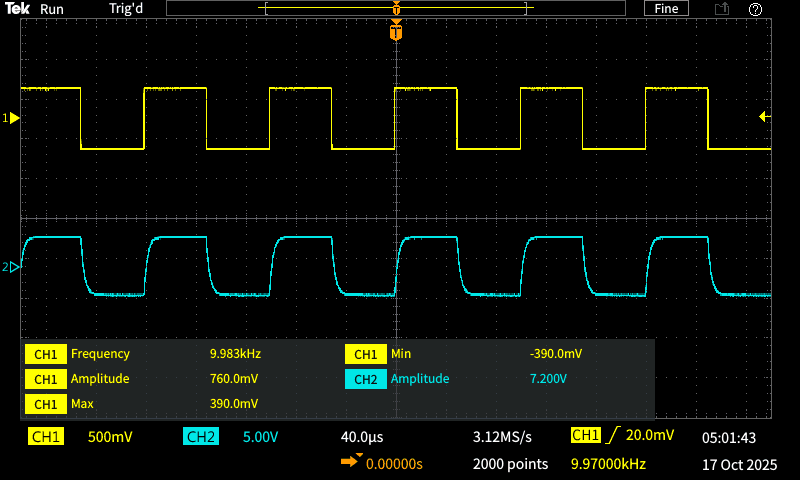 Tek Run Trig'd T Fine ?
T
1
2
CH1 Frequency 9.983kHz CH1 Min -390.0mV
CH1 Amplitude 760.0mV CH2 Amplitude 7.200V
CH1 Max 390.0mV
CH1 500mV CH2 5.00V 40.0µs 3.12MS/s CH1 20.0mV 05:01:43
0.00000s 2000 points 9.97000kHz 17 Oct 2025